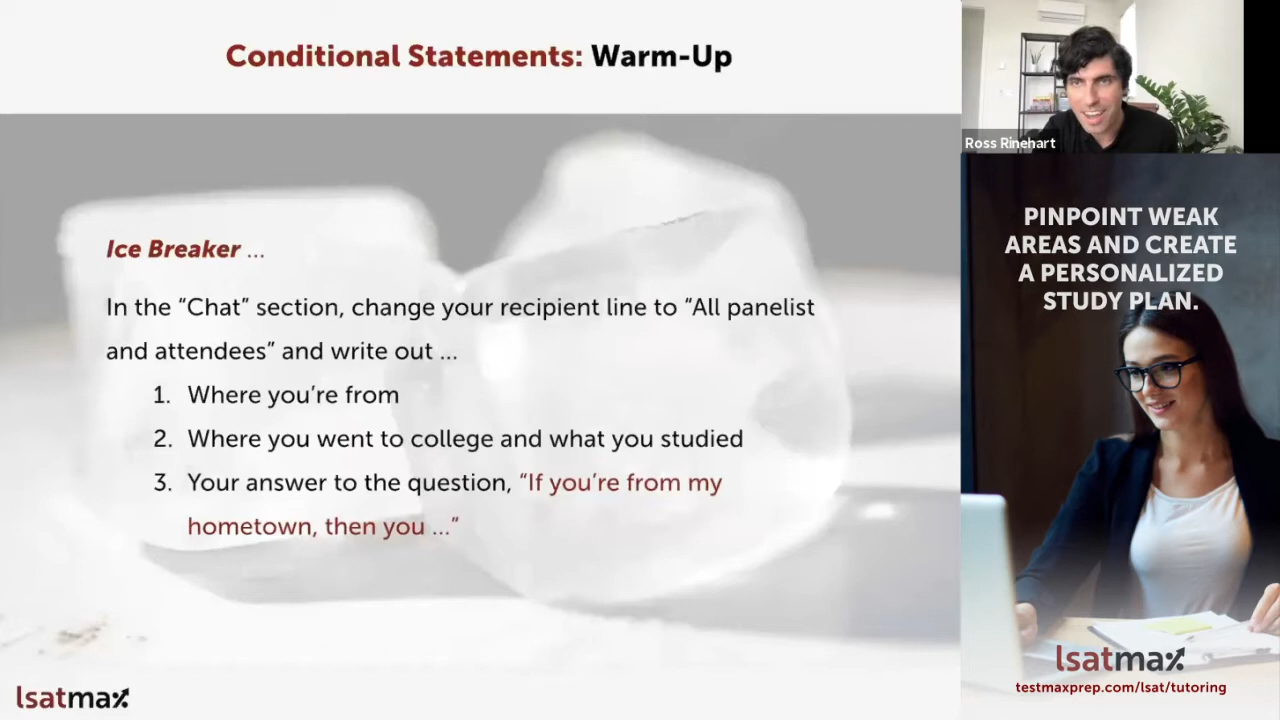 Conditional Statements: Warm-Up
Ice Breaker ...
In the “Chat” section, change your recipient line to “All panelist
and attendees” and write out ...
1. Where you’re from
2. Where you went to college and what you studied
3. Your answer to the question, “If you’re from my
hometown, then you ...”
lsatmax
Ross Rinehart
PINPOINT WEAK
AREAS AND CREATE
A PERSONALIZED
STUDY PLAN.
lsatmax
testmaxprep.com/lsat/tutoring